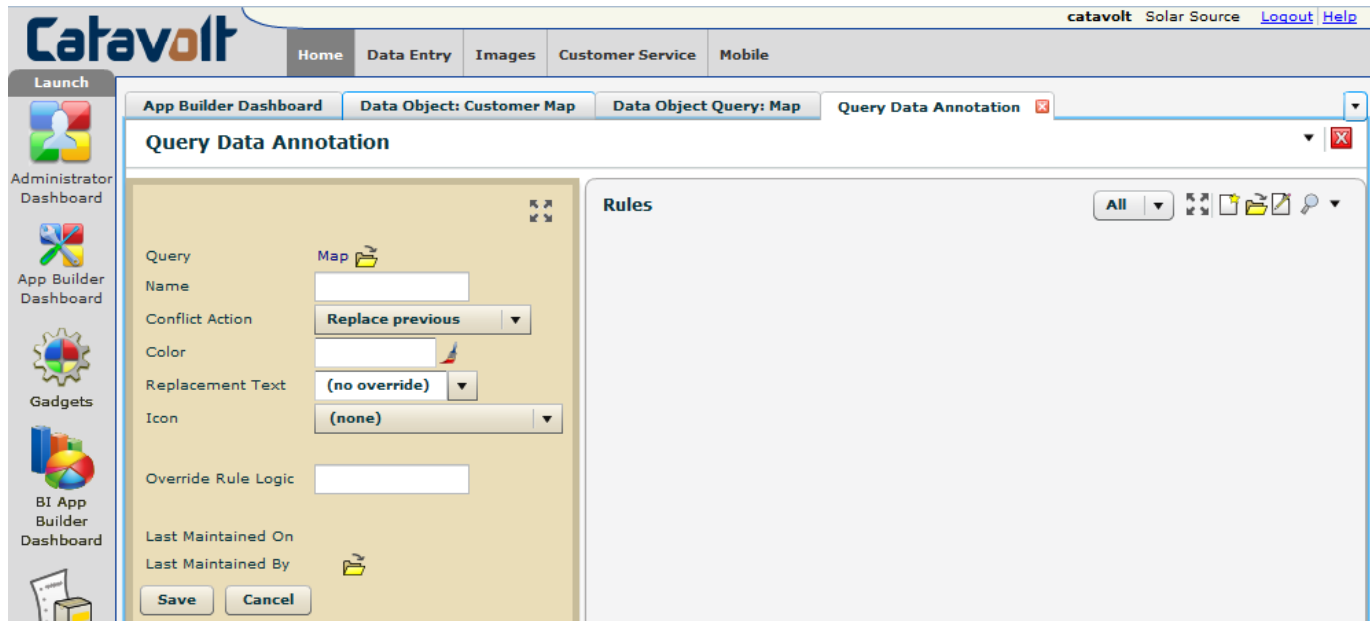 catavolt Solar Source Logout Help
Catavolt
Home Data Entry Images Customer Service Mobile
Launch
App Builder Dashboard Data Object: Customer Map Data Object Query: Map Query Data Annotation
Query Data Annotation
Administrator
Dashboard
App Builder
Dashboard
Gadgets
BI App
Builder
Dashboard
Query Map
Name
Conflict Action Replace previous
Color
Replacement Text (no override)
Icon (none)
Override Rule Logic
Last Maintained On
Last Maintained By
Save Cancel
Rules All